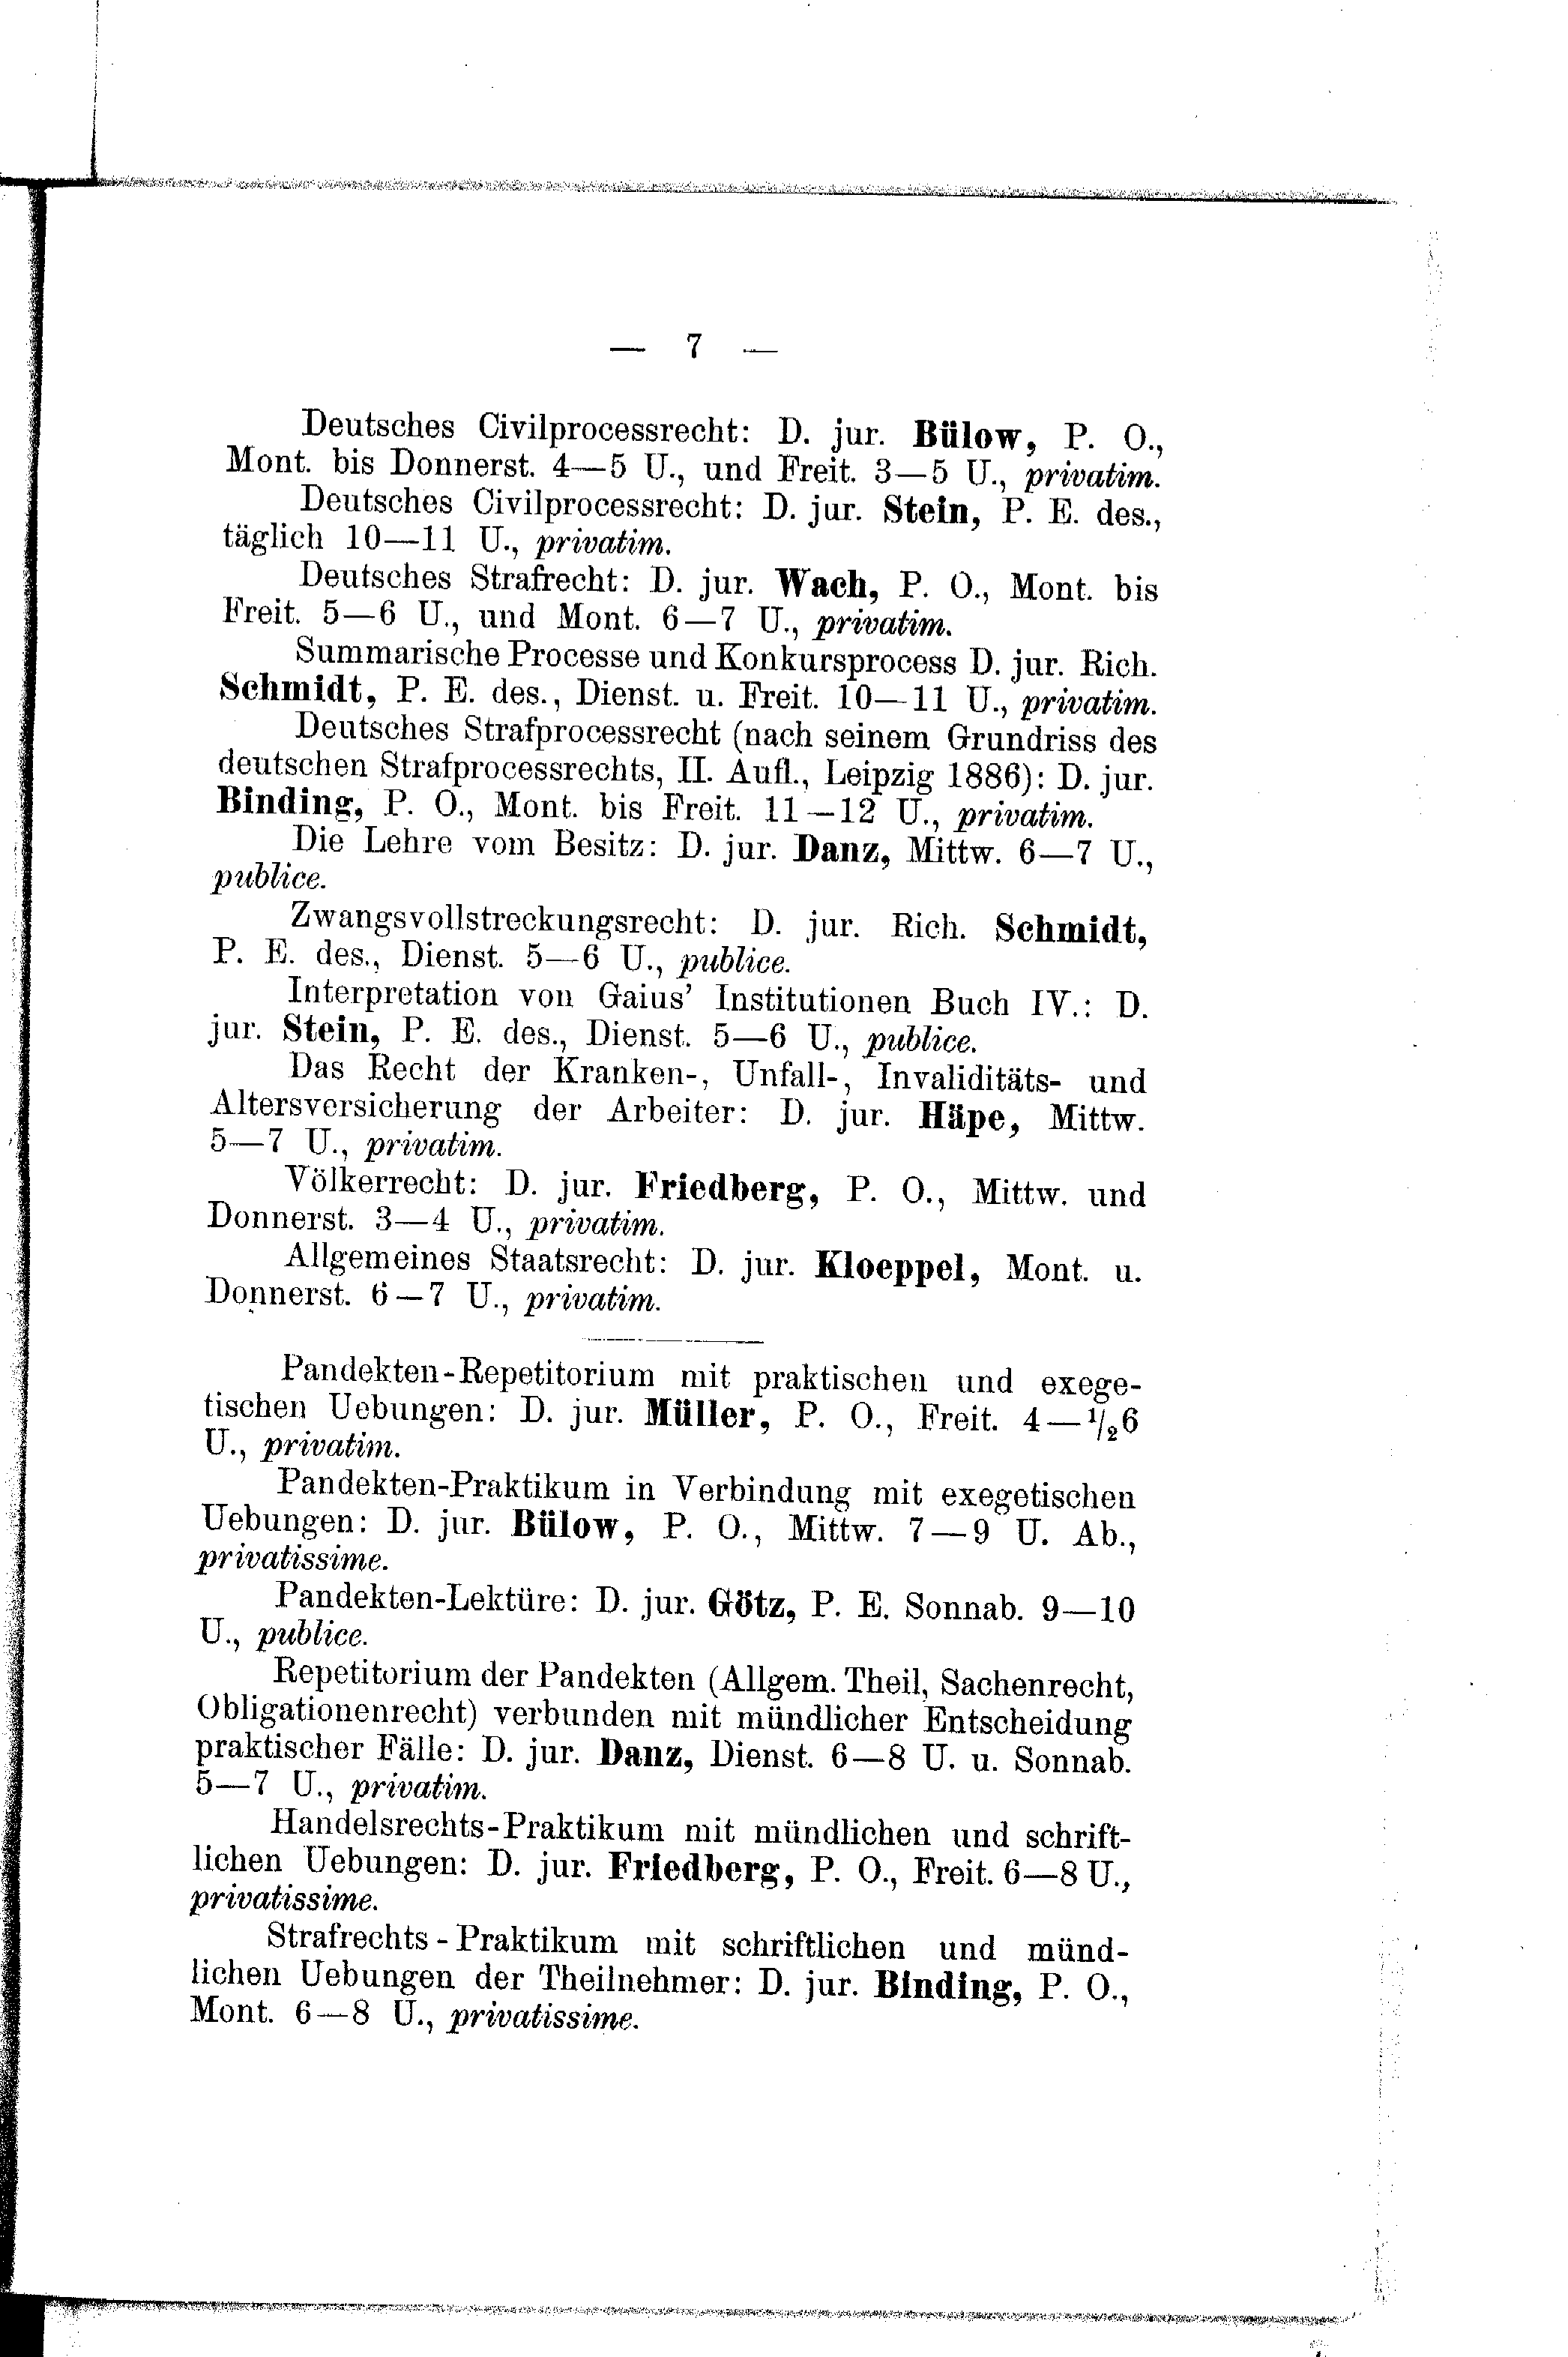 — 7 —
Deutsches Civilprocessrecht: D. jur. Bülow, P. O.,
Mont. bis Donnerst. 4—5 U., und Freit. 3—5 U., privatim.
Deutsches Civilprocessrecht: D. jur. Stein, P. E. des.,
täglich 10—11 U., privatim.
Deutsches Strafrecht: D. jur. Wach, P. O., Mont. bis
Freit. 5—6 U., und Mont. 6—7 U., privatim.
Summarische Processe und Konkursprocess D. jur. Rich.
Schmidt, P. E. des., Dienst. u. Freit. 10—11 U., privatim.
Deutsches Strafprocessrecht (nach seinem Grundriss des
deutschen Strafprocessrechts, II. Aufl., Leipzig 1886): D. jur.
Binding, P. O., Mont. bis Freit. 11—12 U., privatim.
Die Lehre vom Besitz: D. jur. Danz, Mittw. 6—7 U.,
publice.
Zwangsvollstreckungsrecht: D. jur. Rich. Schmidt,
P. E. des., Dienst. 5—6 U., publice.
Interpretation von Gaius’ Institutionen Buch IV.: D.
jur. Stein, P. E. des., Dienst. 5—6 U., publice.
Das Recht der Kranken-, Unfall-, Invaliditäts- und
Altersversicherung der Arbeiter: D. jur. Häpe, Mittw.
5—7 U., privatim.
Völkerrecht: D. jur. Friedberg, P. O., Mittw. und
Donnerst. 3—4 U., privatim.
Allgemeines Staatsrecht: D. jur. Kloeppel, Mont. u.
Donnerst. 6—7 U., privatim.
Pandekten-Repetitorium mit praktischen und exege-
tischen Uebungen: D. jur. Müller, P. O., Freit. 4—1/26
U., privatim.
Pandekten-Praktikum in Verbindung mit exegetischen
Uebungen: D. jur. Bülow, P. O., Mittw. 7—9 U. Ab.,
privatissime.
Pandekten-Lektüre: D. jur. Götz, P. E. Sonnab. 9—10
U., publice.
Repetitorium der Pandekten (Allgem. Theil, Sachenrecht,
Obligationenrecht) verbunden mit mündlicher Entscheidung
praktischer Fälle: D. jur. Danz, Dienst. 6—8 U. u. Sonnab.
5—7 U., privatim.
Handelsrechts-Praktikum mit mündlichen und schrift-
lichen Uebungen: D. jur. Friedberg, P. O., Freit. 6—8 U.,
privatissime.
Strafrechts-Praktikum mit schriftlichen und münd-
lichen Uebungen der Theilnehmer: D. jur. Binding, P. O.,
Mont. 6—8 U., privatissime.